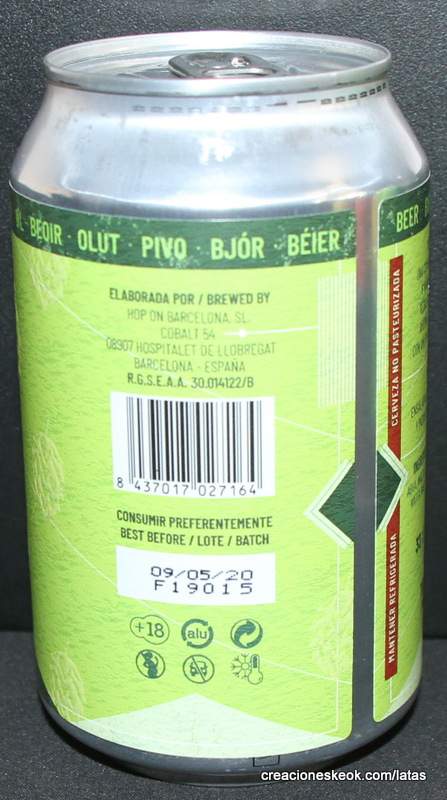 BEOIR · OLUT · PIVO · BJÓR · BÉIER
BEER
ELABORADA POR / BREWED BY
HOP ON BARCELONA, SL.
COBALT 54
08907 HOSPITALET DE LLOBREGAT
BARCELONA - ESPAÑA
R.G.S.E.A.A. 30.014122/B
8 437017 027164
CONSUMIR PREFERENTEMENTE
BEST BEFORE / LOTE / BATCH
09/05/20
F19015
+18 alu
MANTENER REFRIGERADA
CERVEZA NO PASTEURIZADA
creacioneskeok.com/latas